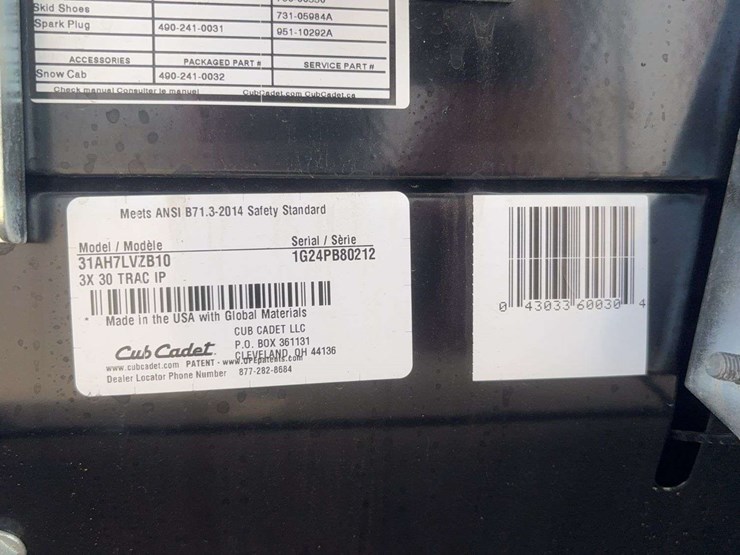 Skid Shoes
731-05984A
Spark Plug 490-241-0031 951-10292A
ACCESSORIES PACKAGED PART # SERVICE PART #
Snow Cab 490-241-0032
Check manual Consulter le manuel CubCadet.com CubCadet.ca
Meets ANSI B71.3-2014 Safety Standard
Model / Modèle Serial / Série
31AH7LVZB10 1G24PB80212
3X 30 TRAC IP
Made in the USA with Global Materials
CUB CADET LLC
Cub Cadet. P.O. BOX 361131
CLEVELAND, OH 44136
www.cubcadet.com PATENT - www.OPEpatents.com
Dealer Locator Phone Number 877-282-8684
0 43033 60030 4